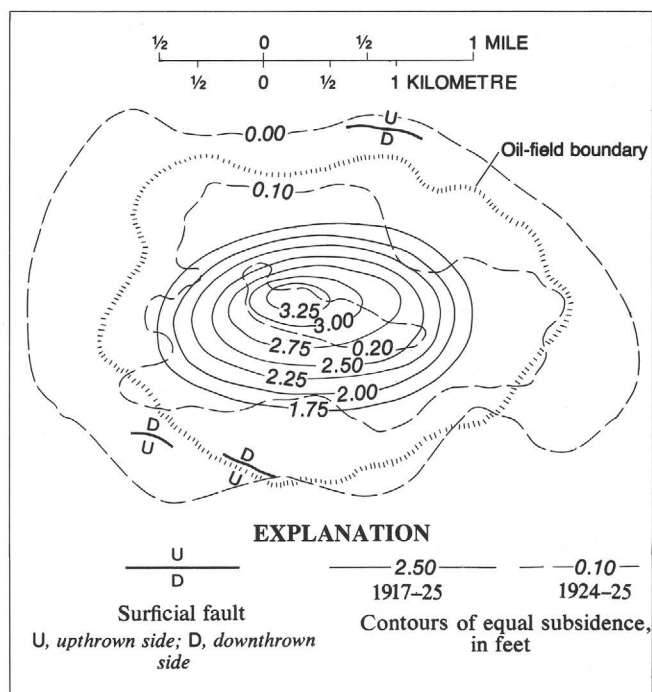 ½ 0 ½ 1 MILE
½ 0 ½ 1 KILOMETRE
0.00
U
D
Oil-field boundary
0.10
3.25
3.00
2.75
0.20
2.50
2.25
2.00
1.75
D
U
D
U
EXPLANATION
U
D
2.50
0.10
1917–25
1924–25
Surficial fault
U, upthrown side; D, downthrown
side
Contours of equal subsidence,
in feet